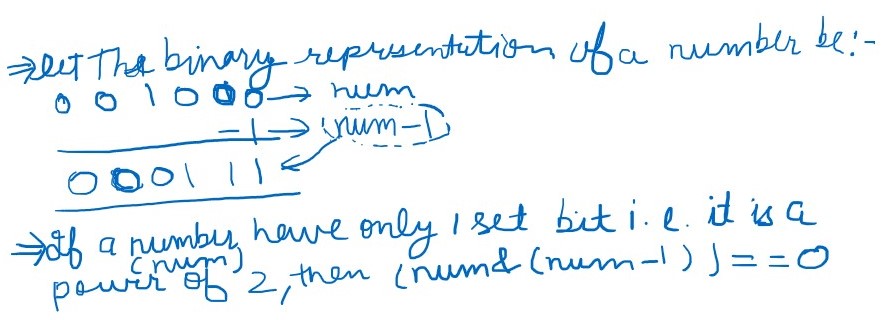 ⇒ let The binary representation of a number be:-
0 0 1 0 0 0 → num
-1 → num-1
0 0 0 1 1 1
⇒ If a number have only 1 set bit i.e. it is a
(num)
power of 2, then (num & (num-1)) == 0